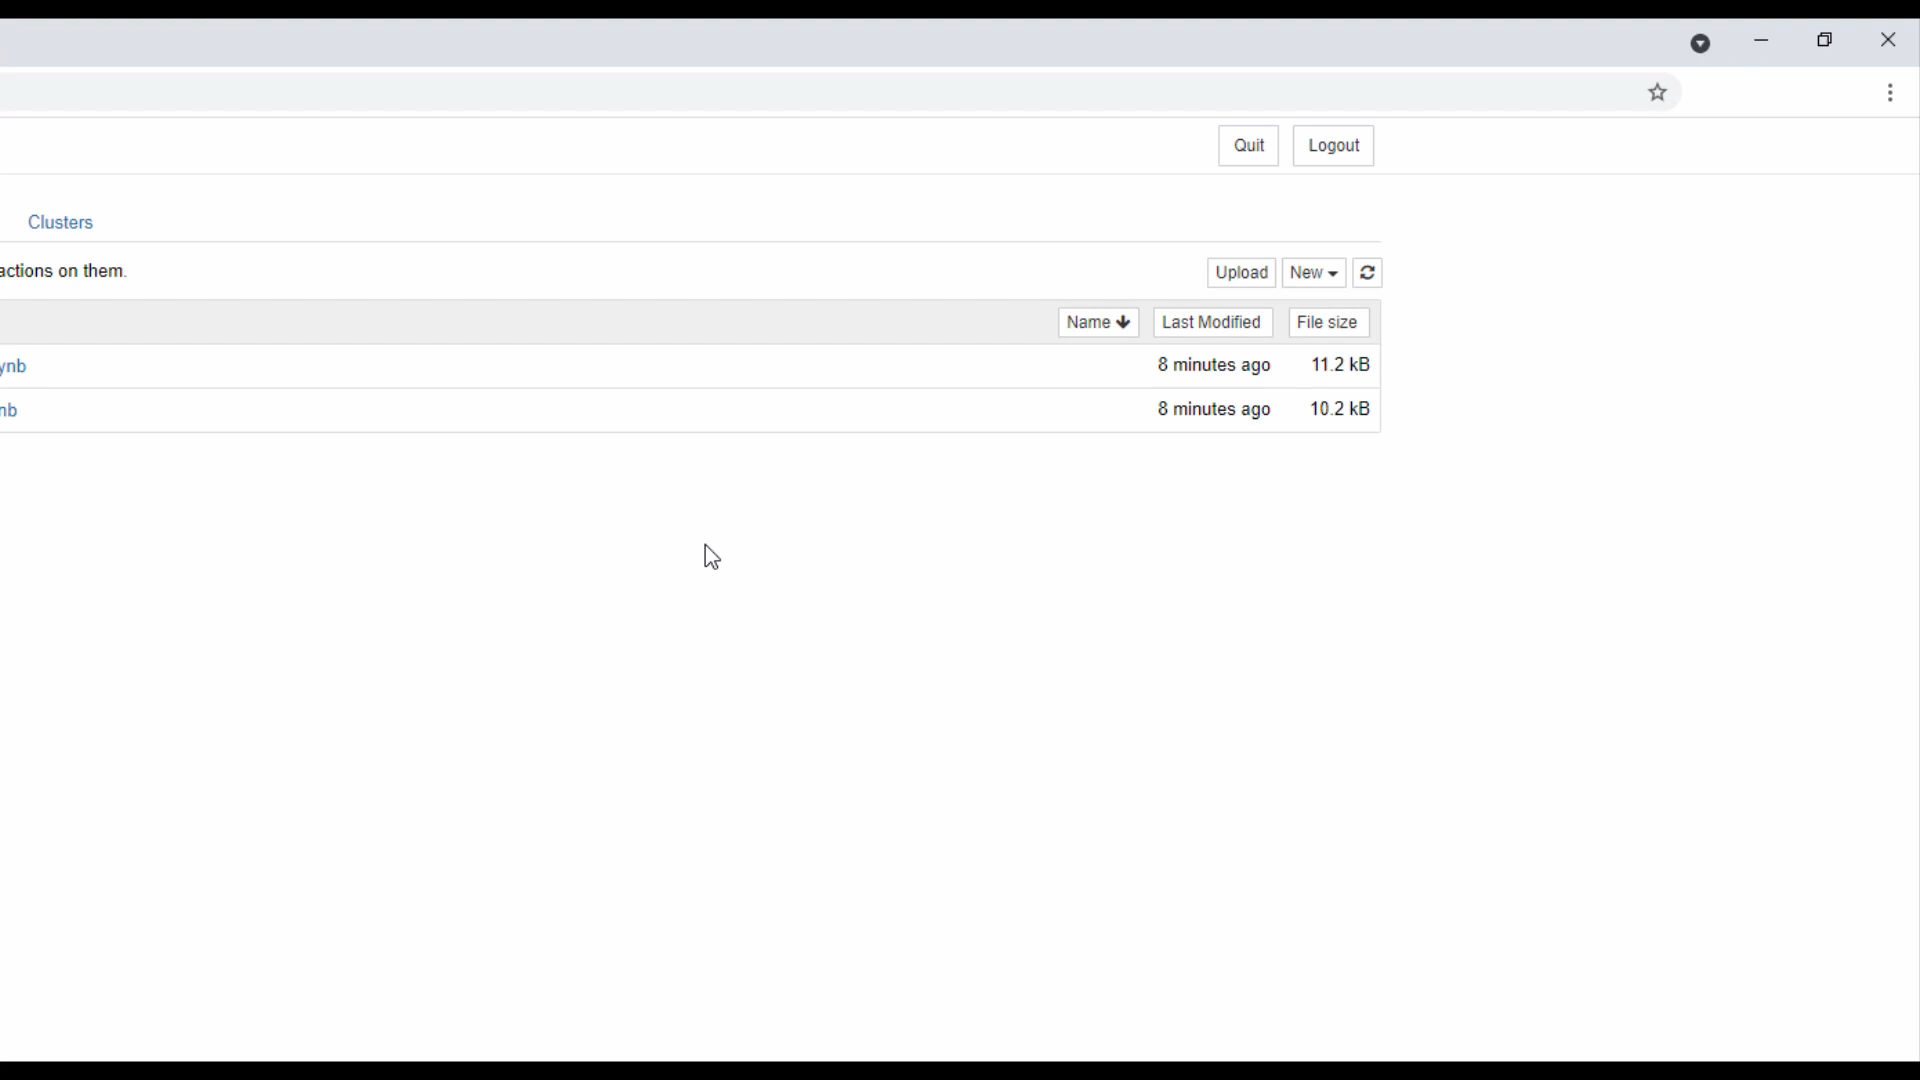 Quit Logout
Clusters
actions on them. Upload New
Name Last Modified File size
ynb 8 minutes ago 11.2 kB
nb 8 minutes ago 10.2 kB